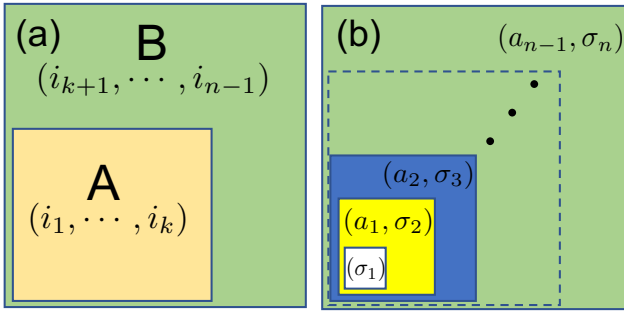 (a)
B
(i_{k+1}, ⋯ , i_{n−1})
A
(i_1, ⋯ , i_k)
(b)
(a_{n−1}, σ_n)
(a_2, σ_3)
(a_1, σ_2)
(σ_1)